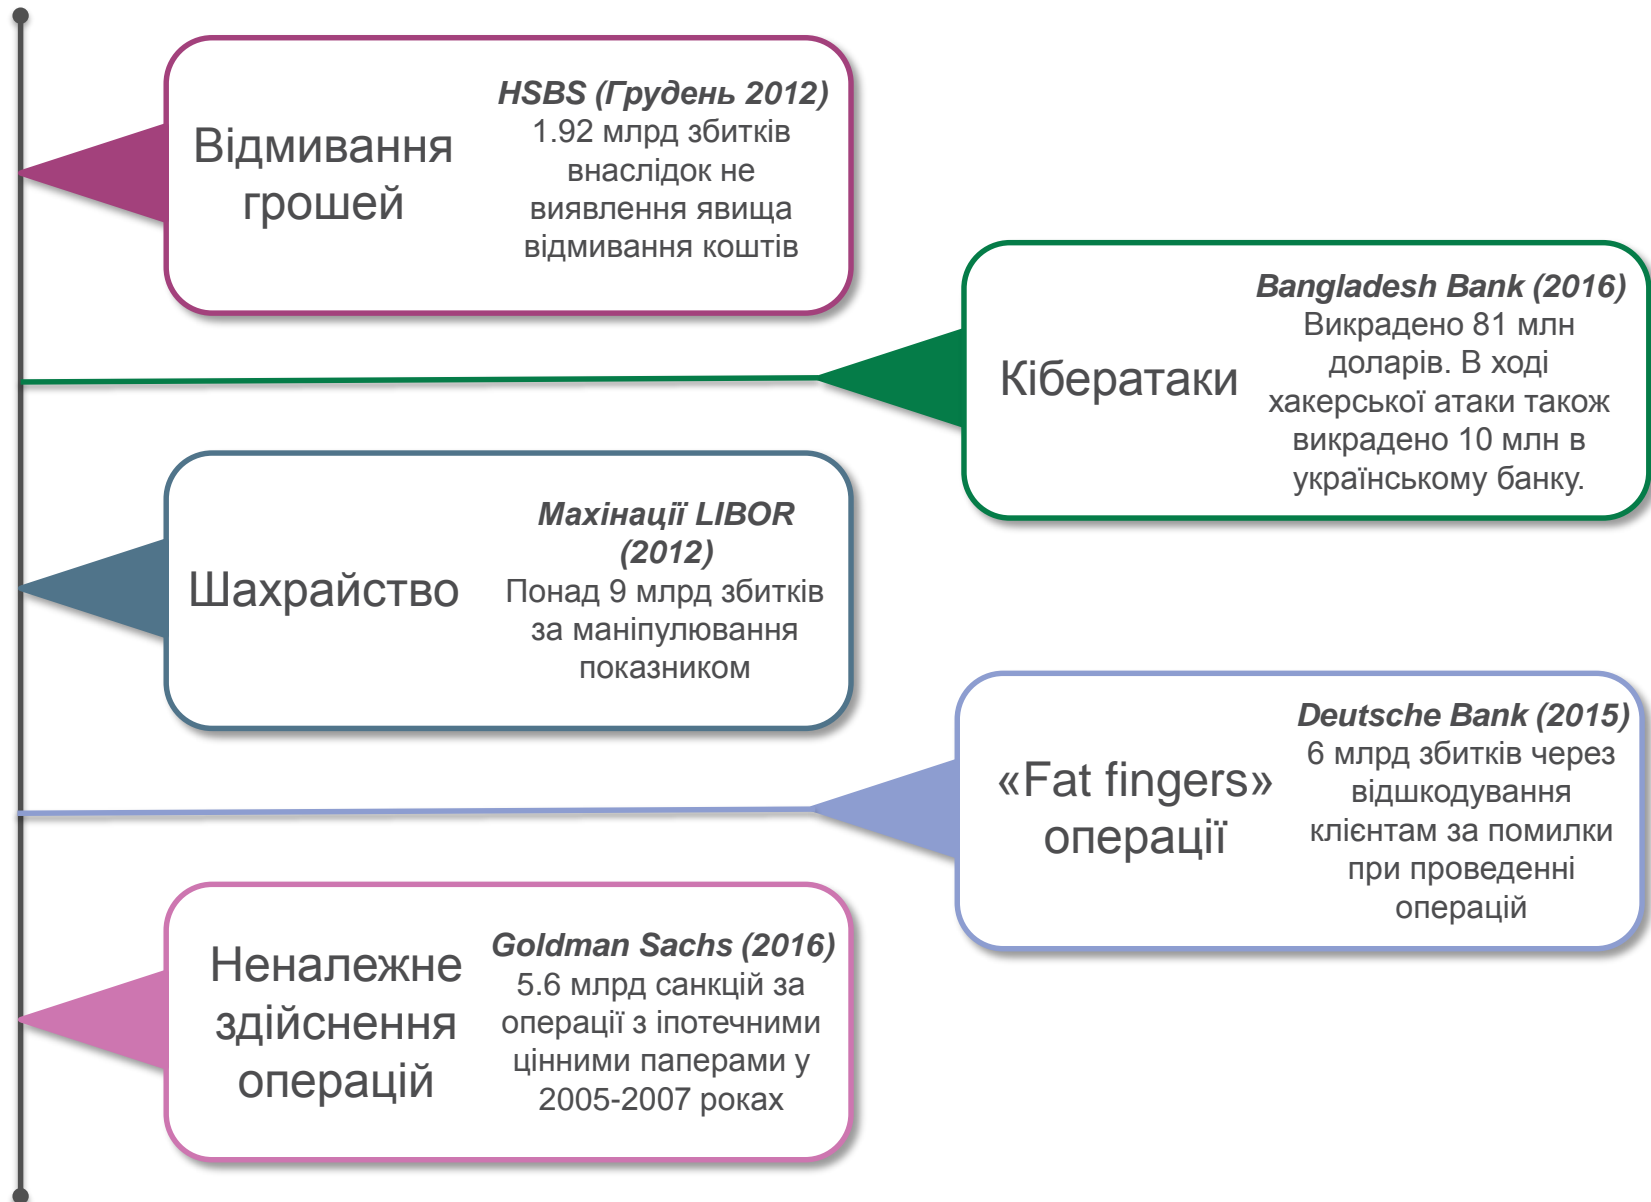 Відмивання
грошей
HSBS (Грудень 2012)
1.92 млрд збитків
внаслідок не
виявлення явища
відмивання коштів
Кібератаки
Bangladesh Bank (2016)
Викрадено 81 млн
доларів. В ході
хакерської атаки також
викрадено 10 млн в
українському банку.
Шахрайство
Махінації LIBOR
(2012)
Понад 9 млрд збитків
за маніпулювання
показником
«Fat fingers»
операції
Deutsche Bank (2015)
6 млрд збитків через
відшкодування
клієнтам за помилки
при проведенні
операцій
Неналежне
здійснення
операцій
Goldman Sachs (2016)
5.6 млрд санкцій за
операції з іпотечними
цінними паперами у
2005-2007 роках